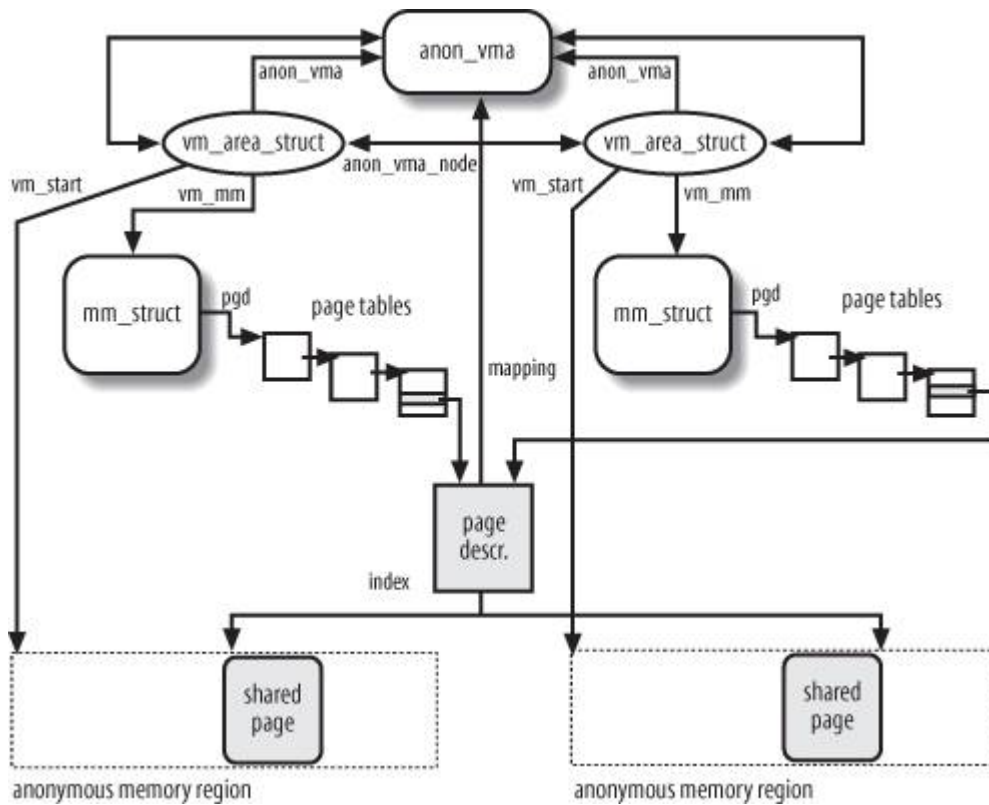 anon_vma
anon_vma
anon_vma
vm_area_struct
vm_area_struct
anon_vma_node
vm_start
vm_mm
vm_start
vm_mm
mm_struct
pgd
page tables
mm_struct
pgd
page tables
mapping
page
descr.
index
shared
page
shared
page
anonymous memory region
anonymous memory region